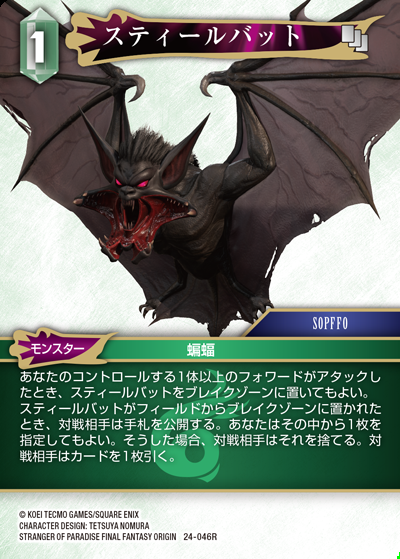 1
スティールバット
SOPFFO
モンスター
蝙蝠
あなたのコントロールする1体以上のフォワードがアタックし
たとき、スティールバットをブレイクゾーンに置いてもよい。
スティールバットがフィールドからブレイクゾーンに置かれた
とき、対戦相手は手札を公開する。あなたはその中から1枚を
指定してもよい。そうした場合、対戦相手はそれを捨てる。対
戦相手はカードを1枚引く。
© KOEI TECMO GAMES/SQUARE ENIX
CHARACTER DESIGN: TETSUYA NOMURA
STRANGER OF PARADISE FINAL FANTASY ORIGIN 24-046R